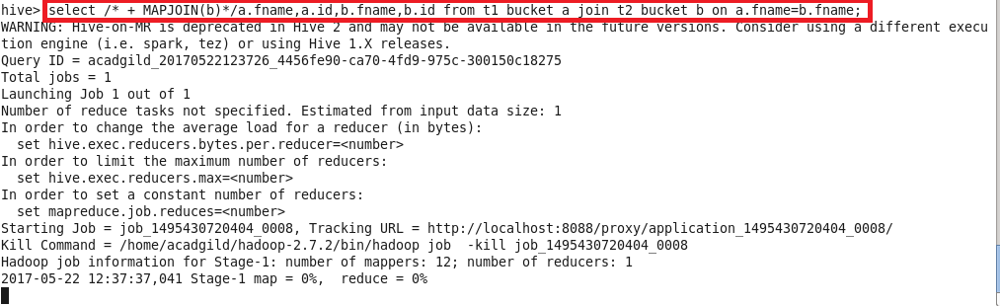 hive> select /* + MAPJOIN(b)*/a.fname,a.id,b.fname,b.id from t1_bucket a join t2_bucket b on a.fname=b.fname;
WARNING: Hive-on-MR is deprecated in Hive 2 and may not be available in the future versions. Consider using a different execu
tion engine (i.e. spark, tez) or using Hive 1.X releases.
Query ID = acadgild_20170522123726_4456fe90-ca70-4fd9-975c-300150c18275
Total jobs = 1
Launching Job 1 out of 1
Number of reduce tasks not specified. Estimated from input data size: 1
In order to change the average load for a reducer (in bytes):
  set hive.exec.reducers.bytes.per.reducer=<number>
In order to limit the maximum number of reducers:
  set hive.exec.reducers.max=<number>
In order to set a constant number of reducers:
  set mapreduce.job.reduces=<number>
Starting Job = job_1495430720404_0008, Tracking URL = http://localhost:8088/proxy/application_1495430720404_0008/
Kill Command = /home/acadgild/hadoop-2.7.2/bin/hadoop job  -kill job_1495430720404_0008
Hadoop job information for Stage-1: number of mappers: 12; number of reducers: 1
2017-05-22 12:37:37,041 Stage-1 map = 0%,  reduce = 0%